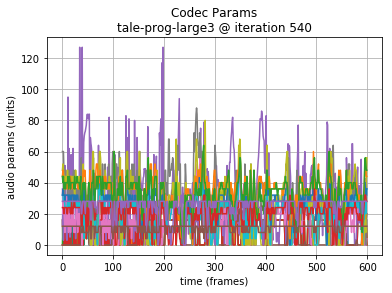 Codec Params
tale-prog-large3 @ iteration 540
audio params (units)
120
100
80
60
40
20
0
0 100 200 300 400 500 600
time (frames)